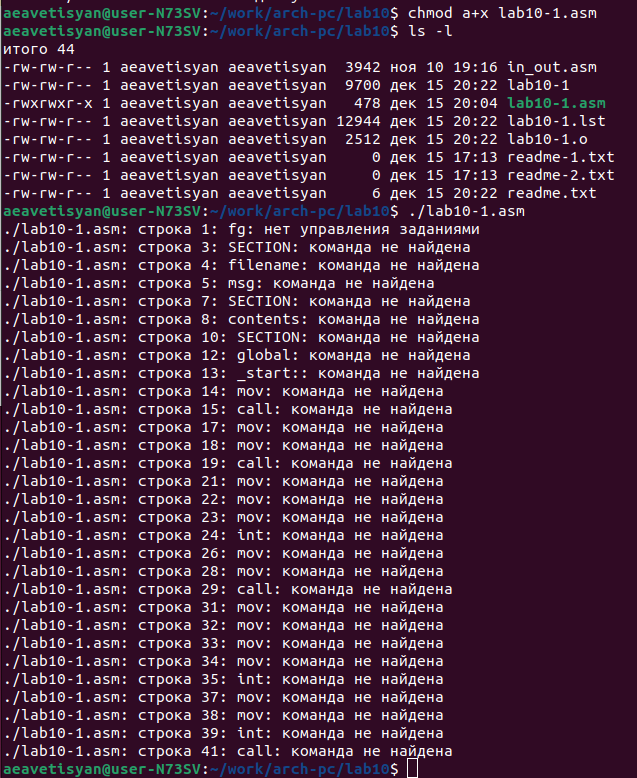 aeavetisyan@user-N73SV:~/work/arch-pc/lab10$ chmod a+x lab10-1.asm
aeavetisyan@user-N73SV:~/work/arch-pc/lab10$ ls -l
итого 44
-rw-rw-r-- 1 aeavetisyan aeavetisyan  3942 ноя 10 19:16 in_out.asm
-rw-rw-r-- 1 aeavetisyan aeavetisyan  9700 дек 15 20:22 lab10-1
-rwxrwxr-x 1 aeavetisyan aeavetisyan   478 дек 15 20:04 lab10-1.asm
-rw-rw-r-- 1 aeavetisyan aeavetisyan 12944 дек 15 20:22 lab10-1.lst
-rw-rw-r-- 1 aeavetisyan aeavetisyan  2512 дек 15 20:22 lab10-1.o
-rw-rw-r-- 1 aeavetisyan aeavetisyan     0 дек 15 17:13 readme-1.txt
-rw-rw-r-- 1 aeavetisyan aeavetisyan     0 дек 15 17:13 readme-2.txt
-rw-rw-r-- 1 aeavetisyan aeavetisyan     6 дек 15 20:22 readme.txt
aeavetisyan@user-N73SV:~/work/arch-pc/lab10$ ./lab10-1.asm
./lab10-1.asm: строка 1: fg: нет управления заданиями
./lab10-1.asm: строка 3: SECTION: команда не найдена
./lab10-1.asm: строка 4: filename: команда не найдена
./lab10-1.asm: строка 5: msg: команда не найдена
./lab10-1.asm: строка 7: SECTION: команда не найдена
./lab10-1.asm: строка 8: contents: команда не найдена
./lab10-1.asm: строка 10: SECTION: команда не найдена
./lab10-1.asm: строка 12: global: команда не найдена
./lab10-1.asm: строка 13: _start:: команда не найдена
./lab10-1.asm: строка 14: mov: команда не найдена
./lab10-1.asm: строка 15: call: команда не найдена
./lab10-1.asm: строка 17: mov: команда не найдена
./lab10-1.asm: строка 18: mov: команда не найдена
./lab10-1.asm: строка 19: call: команда не найдена
./lab10-1.asm: строка 21: mov: команда не найдена
./lab10-1.asm: строка 22: mov: команда не найдена
./lab10-1.asm: строка 23: mov: команда не найдена
./lab10-1.asm: строка 24: int: команда не найдена
./lab10-1.asm: строка 26: mov: команда не найдена
./lab10-1.asm: строка 28: mov: команда не найдена
./lab10-1.asm: строка 29: call: команда не найдена
./lab10-1.asm: строка 31: mov: команда не найдена
./lab10-1.asm: строка 32: mov: команда не найдена
./lab10-1.asm: строка 33: mov: команда не найдена
./lab10-1.asm: строка 34: mov: команда не найдена
./lab10-1.asm: строка 35: int: команда не найдена
./lab10-1.asm: строка 37: mov: команда не найдена
./lab10-1.asm: строка 38: mov: команда не найдена
./lab10-1.asm: строка 39: int: команда не найдена
./lab10-1.asm: строка 41: call: команда не найдена
aeavetisyan@user-N73SV:~/work/arch-pc/lab10$